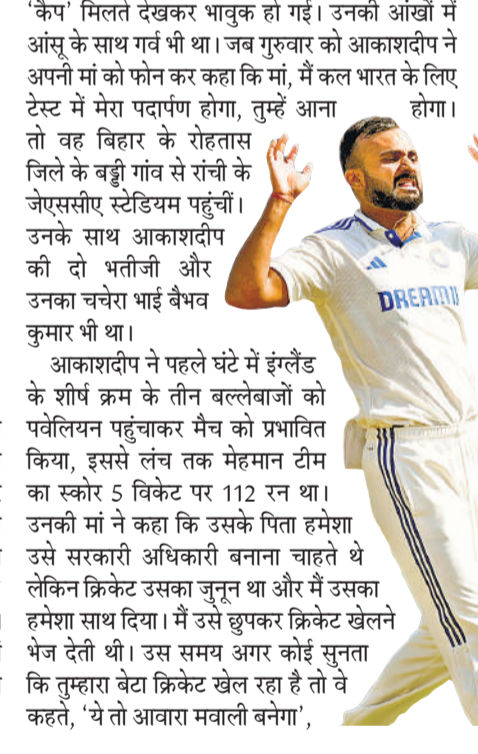 'कैप' मिलते देखकर भावुक हो गई। उनकी आंखों में
आंसू के साथ गर्व भी था। जब गुरुवार को आकाशदीप ने
अपनी मां को फोन कर कहा कि मां, मैं कल भारत के लिए
टेस्ट में मेरा पदार्पण होगा, तुम्हें आना होगा।
तो वह बिहार के रोहतास
जिले के बड्डी गांव से रांची के
जेएससीए स्टेडियम पहुंचीं।
उनके साथ आकाशदीप
की दो भतीजी और
उनका चचेरा भाई बैभव
कुमार भी था।
आकाशदीप ने पहले घंटे में इंग्लैंड
के शीर्ष क्रम के तीन बल्लेबाजों को
पवेलियन पहुंचाकर मैच को प्रभावित
किया, इससे लंच तक मेहमान टीम
का स्कोर 5 विकेट पर 112 रन था।
उनकी मां ने कहा कि उसके पिता हमेशा
उसे सरकारी अधिकारी बनाना चाहते थे
लेकिन क्रिकेट उसका जुनून था और मैं उसका
हमेशा साथ दिया। मैं उसे छुपकर क्रिकेट खेलने
भेज देती थी। उस समय अगर कोई सुनता
कि तुम्हारा बेटा क्रिकेट खेल रहा है तो वे
कहते, 'ये तो आवारा मवाली बनेगा',
DREAM11